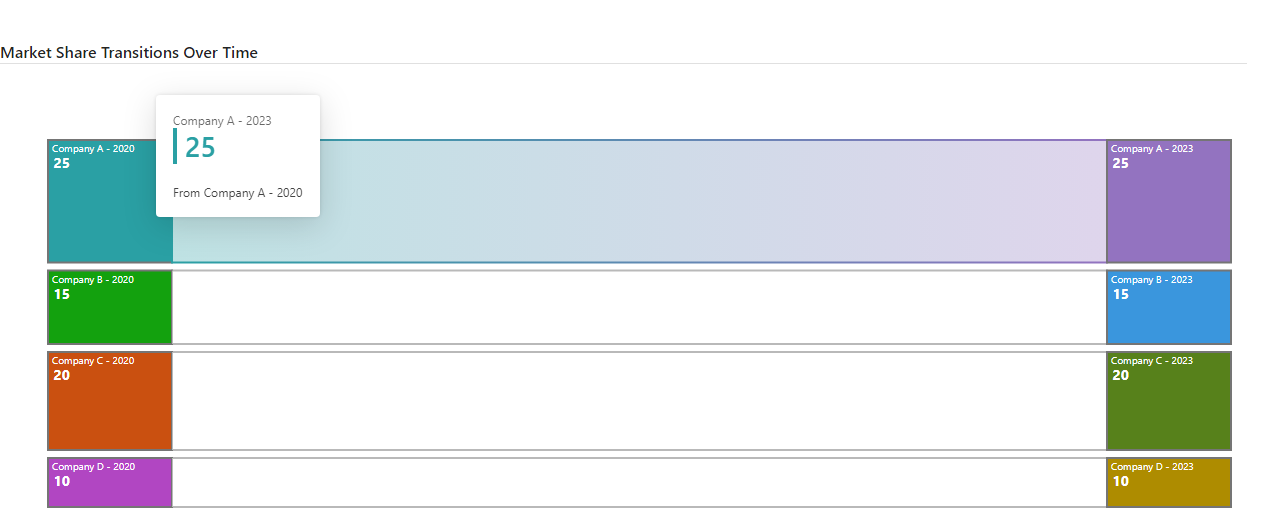 Market Share Transitions Over Time
Company A - 2023
25
From Company A - 2020
Company A - 2020
25
Company A - 2023
25
Company B - 2020
15
Company B - 2023
15
Company C - 2020
20
Company C - 2023
20
Company D - 2020
10
Company D - 2023
10